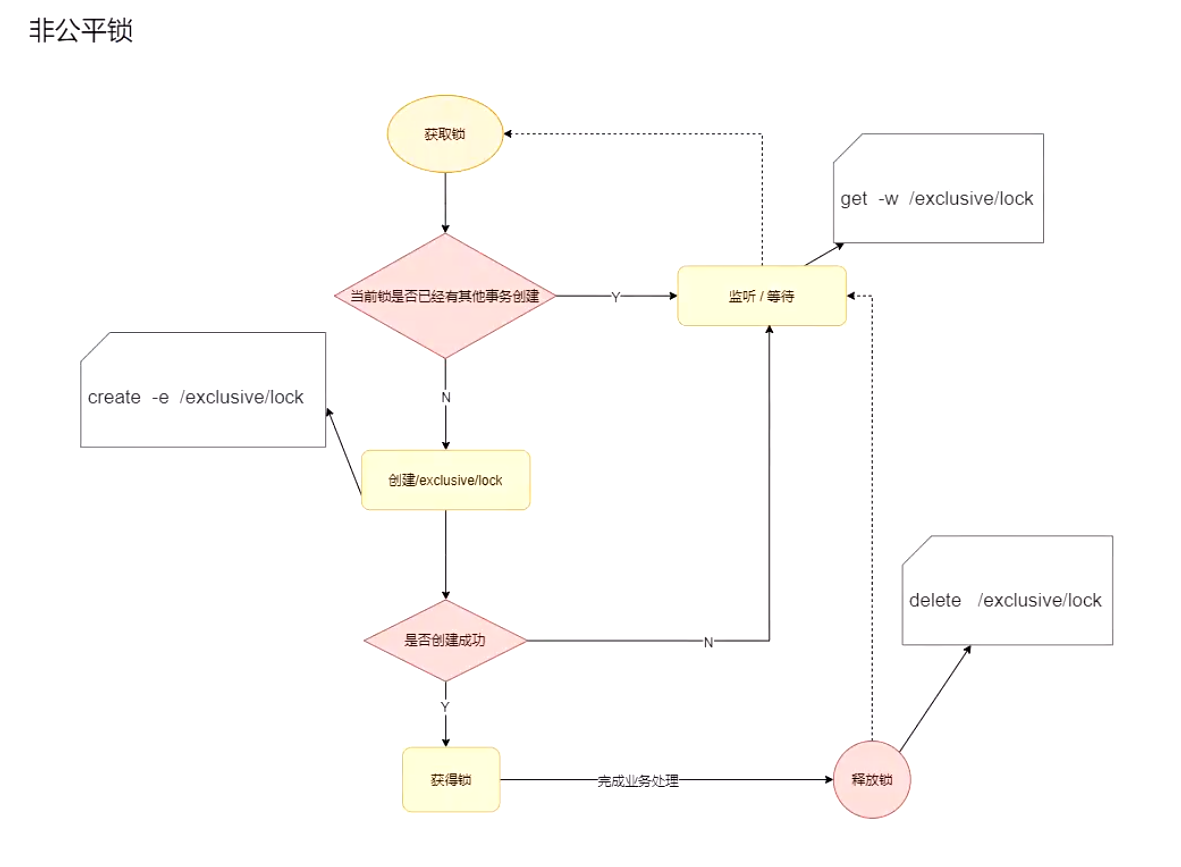 非公平锁
获取锁
get -w /exclusive/lock
当前锁是否已经有其他事务创建
Y
监听 / 等待
create -e /exclusive/lock
N
创建/exclusive/lock
delete /exclusive/lock
是否创建成功
N
Y
获得锁
完成业务处理
释放锁